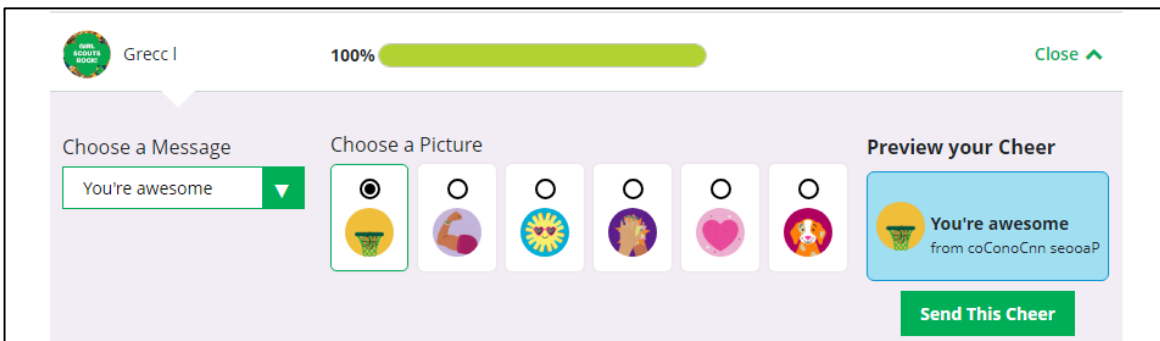 GIRL
SCOUTS
ROCK!
Grecc l
100%
Close
Choose a Message
You're awesome
Choose a Picture
Preview your Cheer
You're awesome
from coConoCnn seooaP
Send This Cheer